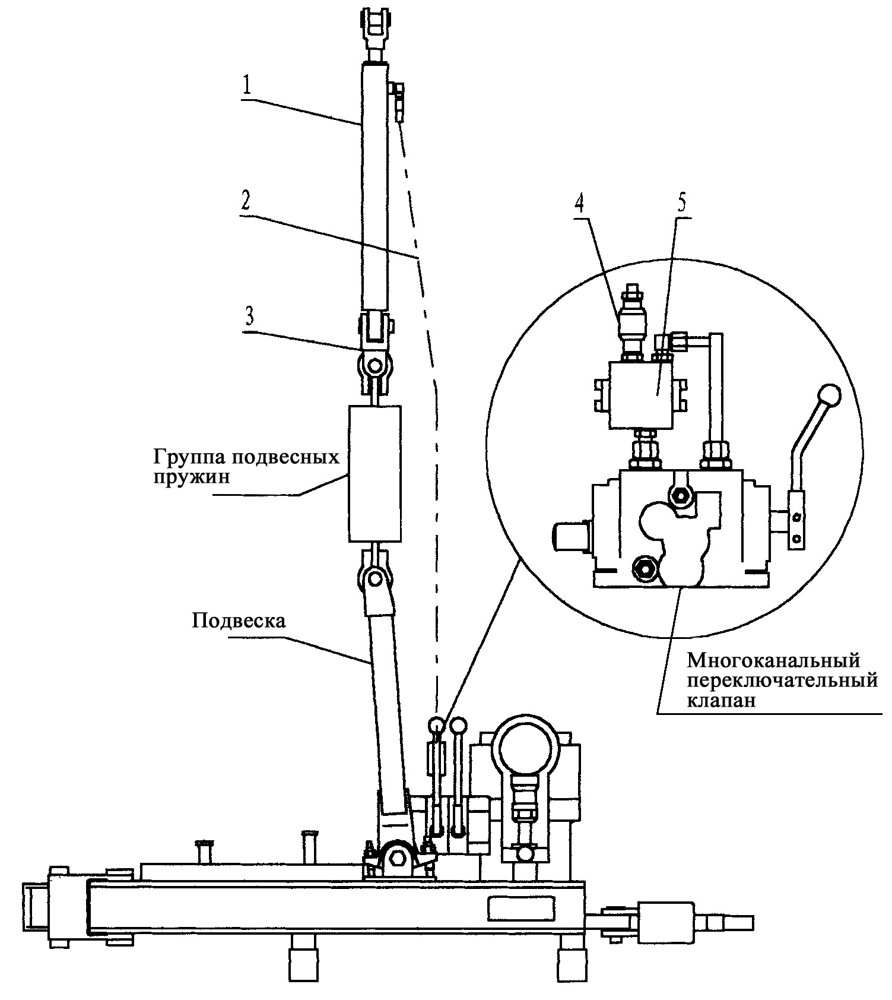 1
2
4
5
3
Группа подвесных
пружин
Подвеска
Многоканальный
переключательный
клапан